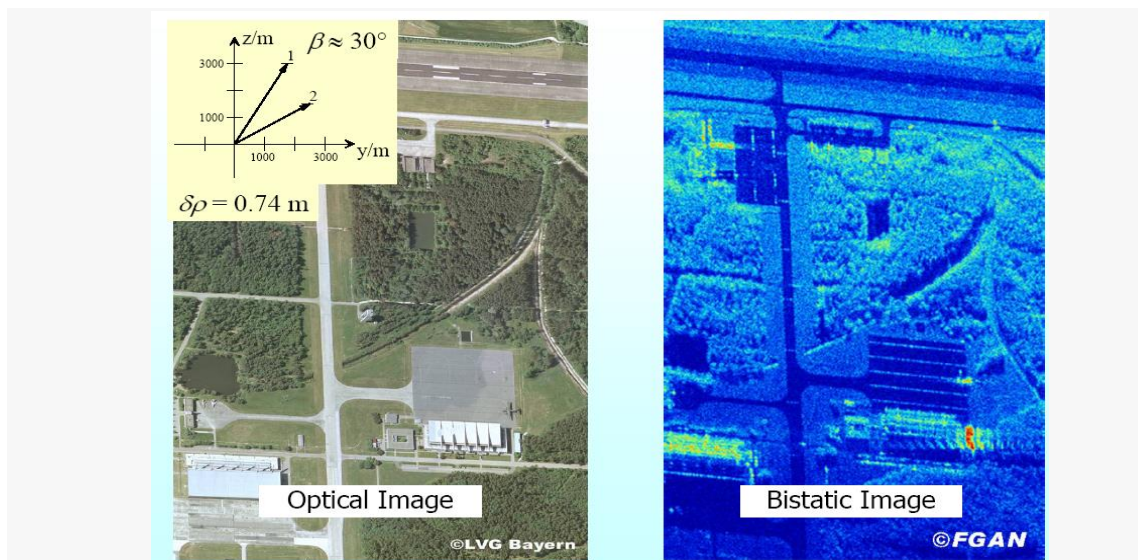 z/m
β ≈ 30°
3000
1
2
1000
y/m
1000
3000
δρ = 0.74 m
Optical Image
Bistatic Image
©LVG Bayern
©FGAN